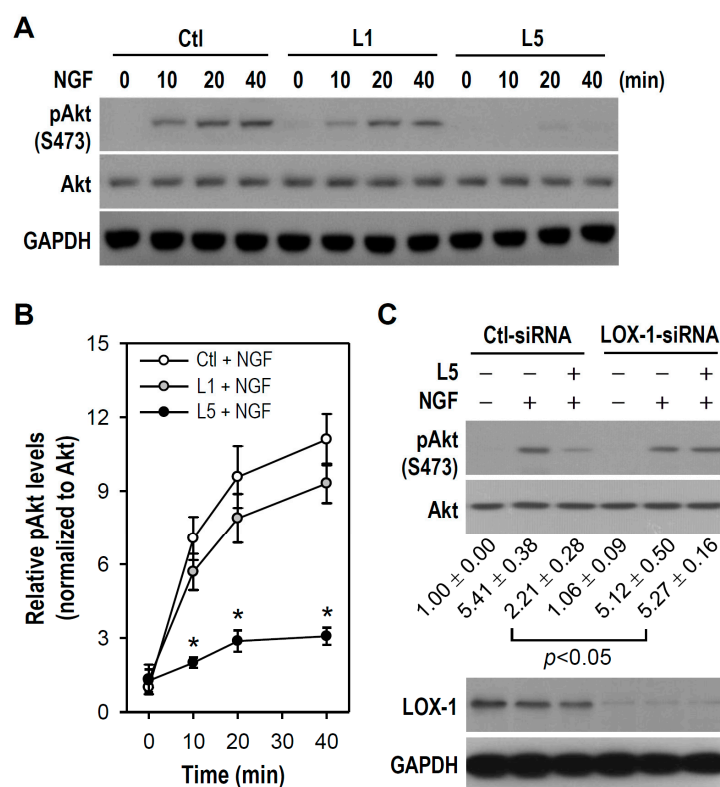 A
Ctl L1 L5
NGF 0 10 20 40 0 10 20 40 0 10 20 40 (min)
pAkt
(S473)
Akt
GAPDH
B
15
12
9
6
3
0
Relative pAkt levels
(normalized to Akt)
Ctl + NGF
L1 + NGF
L5 + NGF
* * *
0 10 20 30 40
Time (min)
C
Ctl-siRNA LOX-1-siRNA
L5 – – + – – +
NGF – + + – + +
pAkt
(S473)
Akt
1.00 ± 0.00
5.41 ± 0.38
2.21 ± 0.28
1.06 ± 0.09
5.12 ± 0.50
5.27 ± 0.16
p<0.05
LOX-1
GAPDH